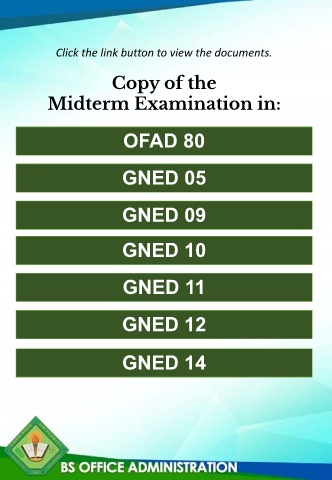 Click the link button to view the documents.
Copy of the
Midterm Examination in:
OFAD 80
GNED 05
GNED 09
GNED 10
GNED 11
GNED 12
GNED 14
BS OFFICE ADMINISTRATION